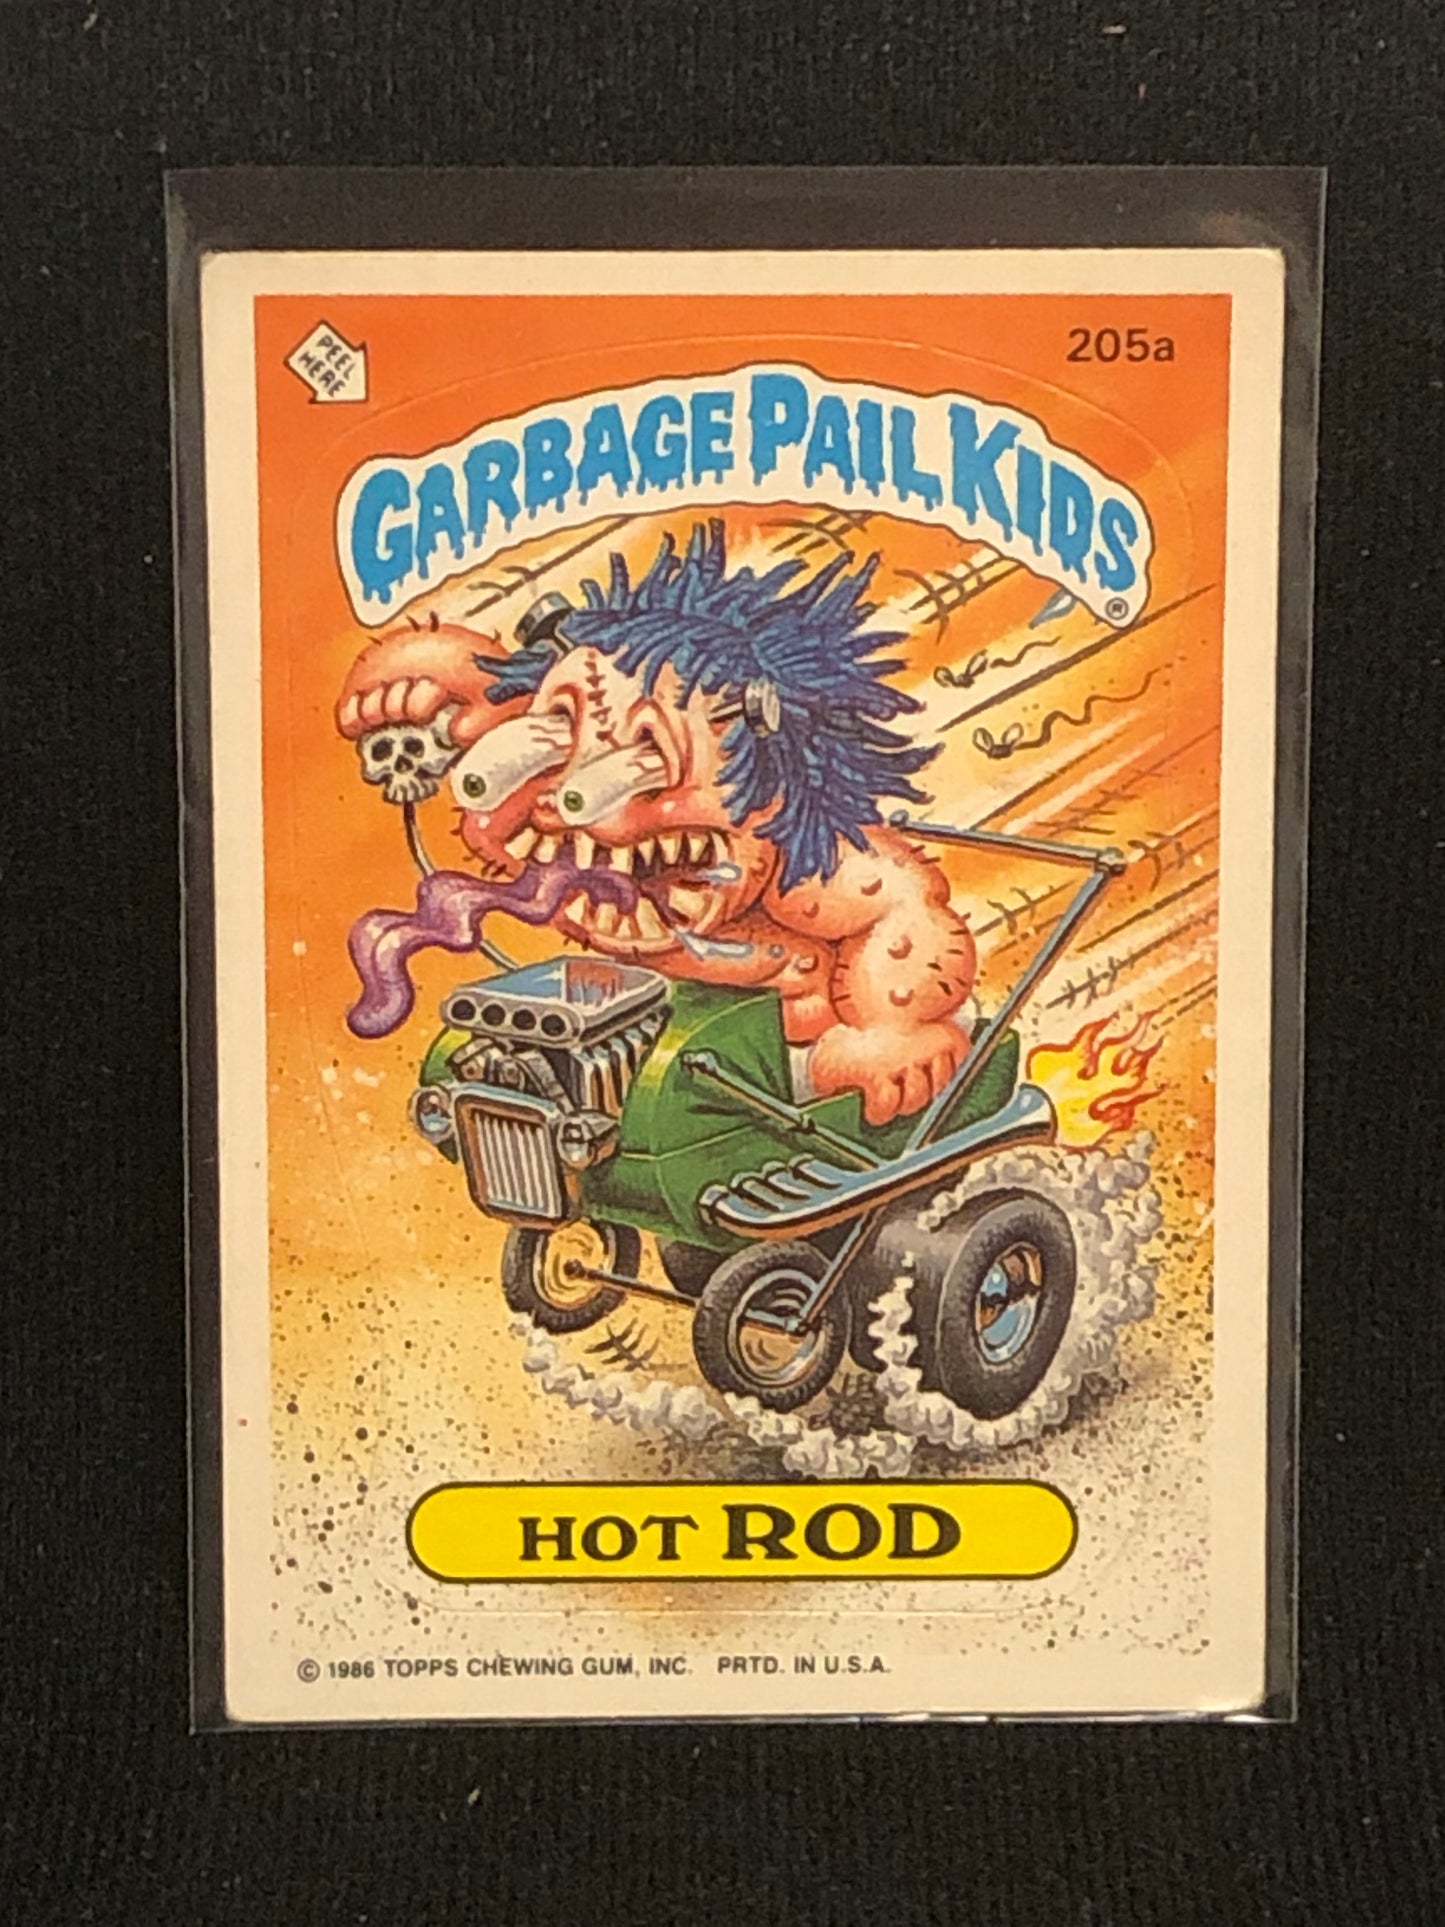 PEEL
HERE
205a
GARBAGE PAIL KIDS
®
HOT ROD
© 1986 TOPPS CHEWING GUM, INC. PRTD. IN U.S.A.